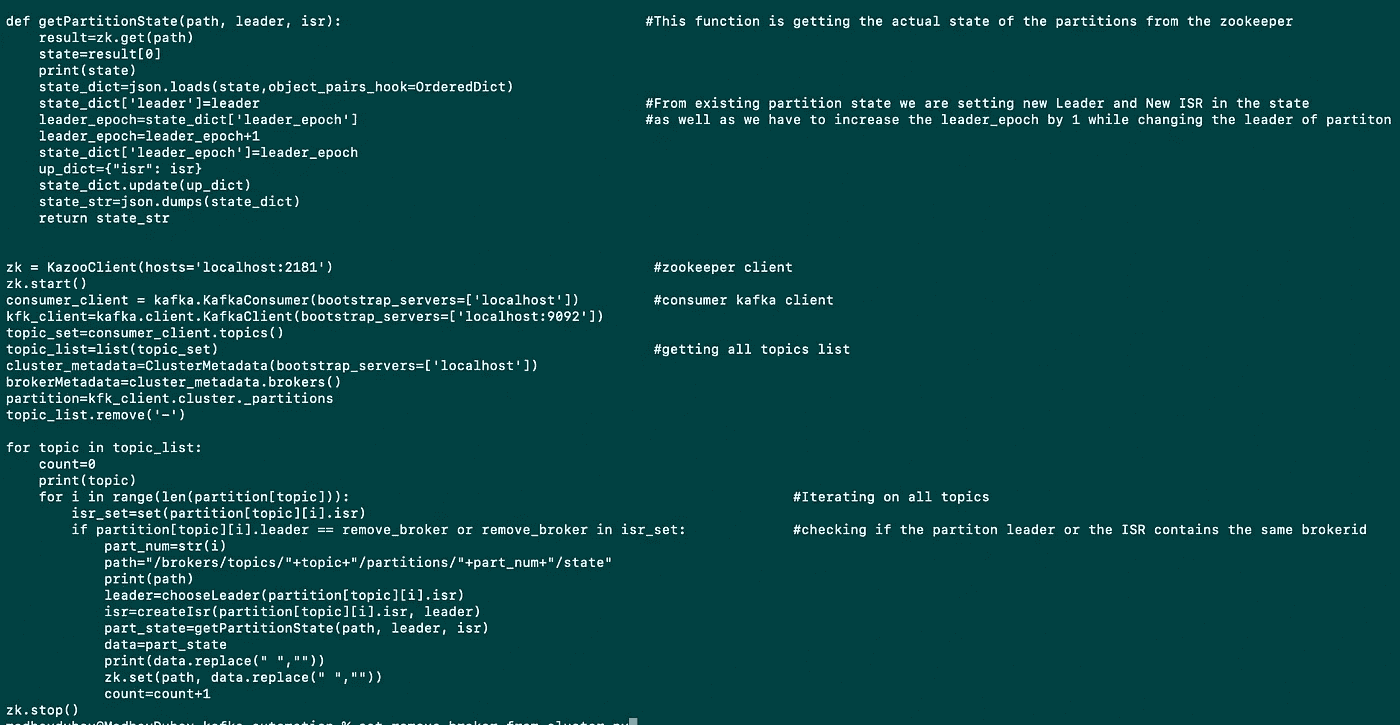 def getPartitionState(path, leader, isr): #This function is getting the actual state of the partitions from the zookeeper
result=zk.get(path)
state=result[0]
print(state)
state_dict=json.loads(state,object_pairs_hook=OrderedDict)
state_dict['leader']=leader #From existing partition state we are setting new Leader and New ISR in the state
leader_epoch=state_dict['leader_epoch'] #as well as we have to increase the leader_epoch by 1 while changing the leader of partiton
leader_epoch=leader_epoch+1
state_dict['leader_epoch']=leader_epoch
up_dict={"isr": isr}
state_dict.update(up_dict)
state_str=json.dumps(state_dict)
return state_str
zk = KazooClient(hosts='localhost:2181') #zookeeper client
zk.start()
consumer_client = kafka.KafkaConsumer(bootstrap_servers=['localhost']) #consumer kafka client
kfk_client=kafka.client.KafkaClient(bootstrap_servers=['localhost:9092'])
topic_set=consumer_client.topics()
topic_list=list(topic_set) #getting all topics list
cluster_metadata=ClusterMetadata(bootstrap_servers=['localhost'])
brokerMetadata=cluster_metadata.brokers()
partition=kfk_client.cluster._partitions
topic_list.remove('-')
for topic in topic_list:
count=0
print(topic)
for i in range(len(partition[topic])): #Iterating on all topics
isr_set=set(partition[topic][i].isr)
if partition[topic][i].leader == remove_broker or remove_broker in isr_set: #checking if the partiton leader or the ISR contains the same brokerid
part_num=str(i)
path="/brokers/topics/"+topic+"/partitions/"+part_num+"/state"
print(path)
leader=chooseLeader(partition[topic][i].isr)
isr=createIsr(partition[topic][i].isr, leader)
part_state=getPartitionState(path, leader, isr)
data=part_state
print(data.replace(" ",""))
zk.set(path, data.replace(" ",""))
count=count+1
zk.stop()